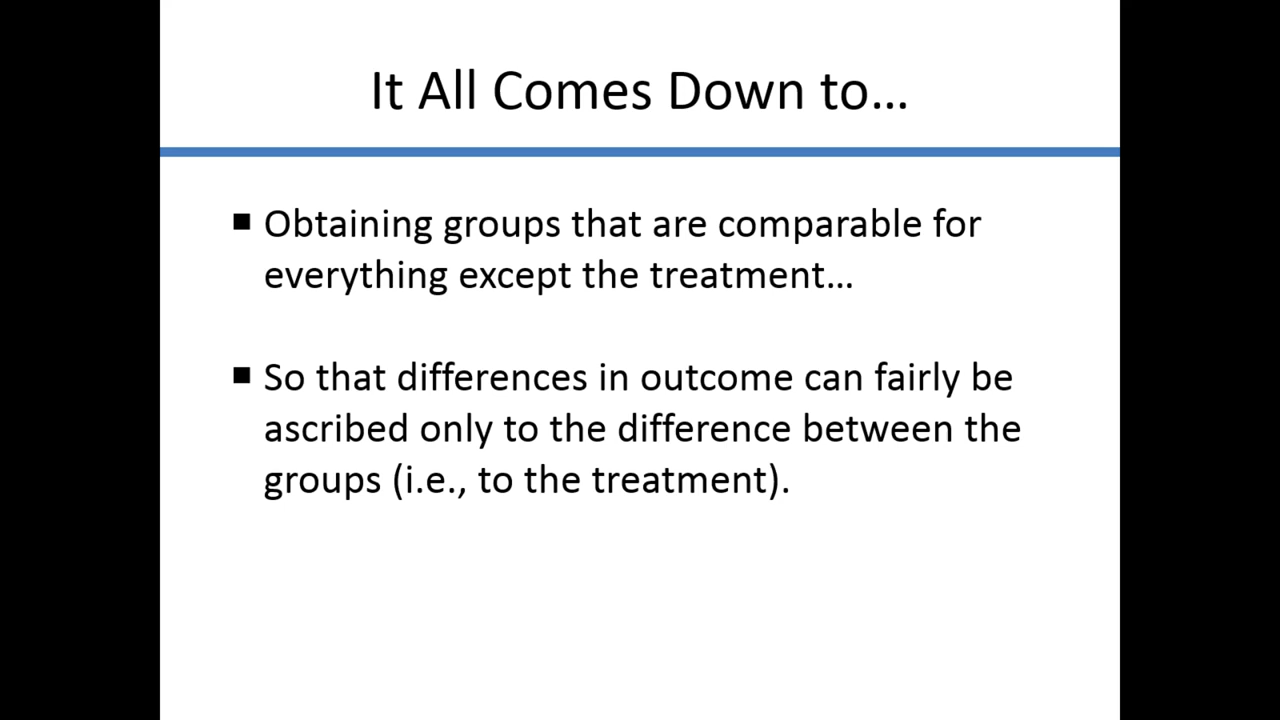 It All Comes Down to…
■ Obtaining groups that are comparable for
everything except the treatment…
■ So that differences in outcome can fairly be
ascribed only to the difference between the
groups (i.e., to the treatment).